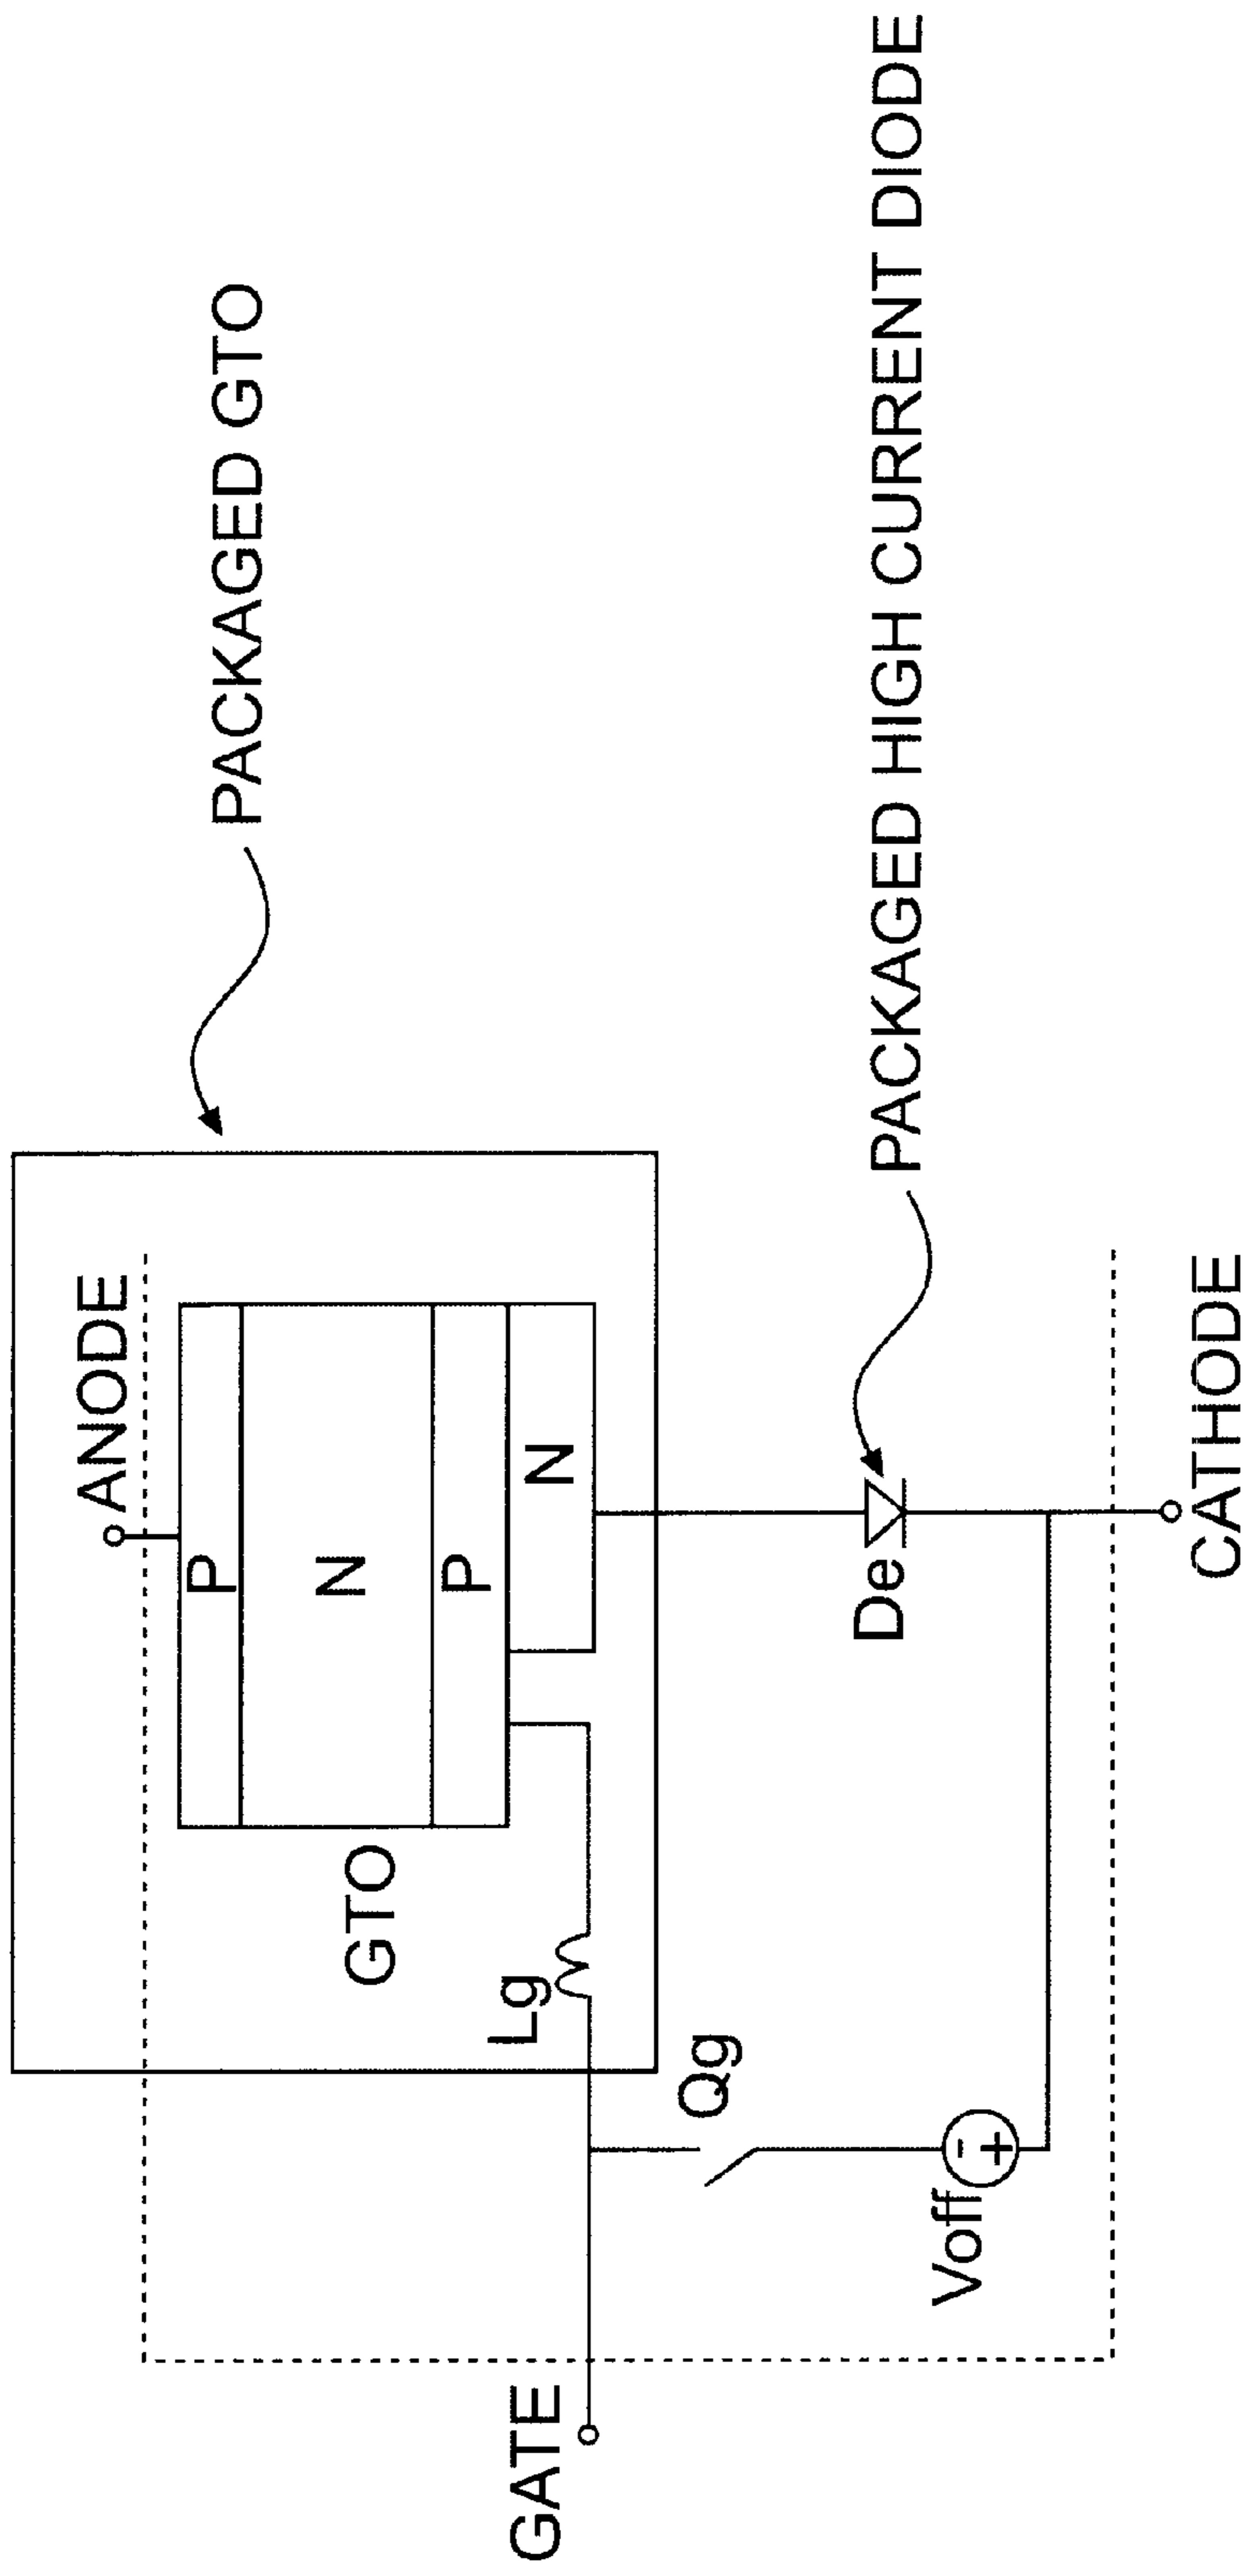 ANODE
PACKAGED GTO
P
N
P
N
GTO
Lg
GATE
Qg
De
PACKAGED HIGH CURRENT DIODE
Voff
-
+
CATHODE